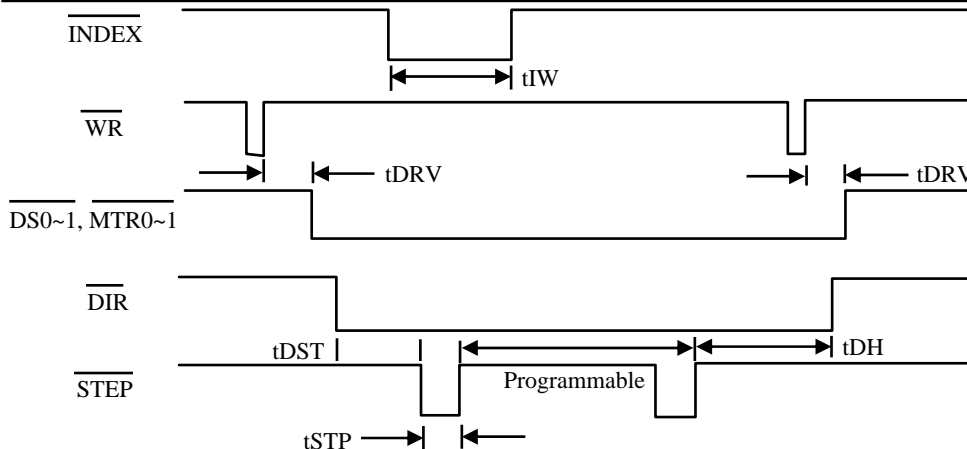 INDEX
tIW
WR
tDRV
tDRV
DS0~1, MTR0~1
DIR
tDST
tDH
Programmable
STEP
tSTP